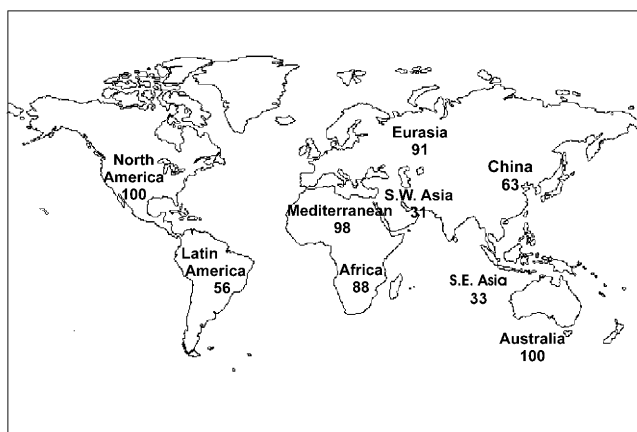 North
America
100
Latin
America
56
Eurasia
91
Mediterranean
98
S.W. Asia
31
Africa
88
China
63
S.E. Asia
33
Australia
100